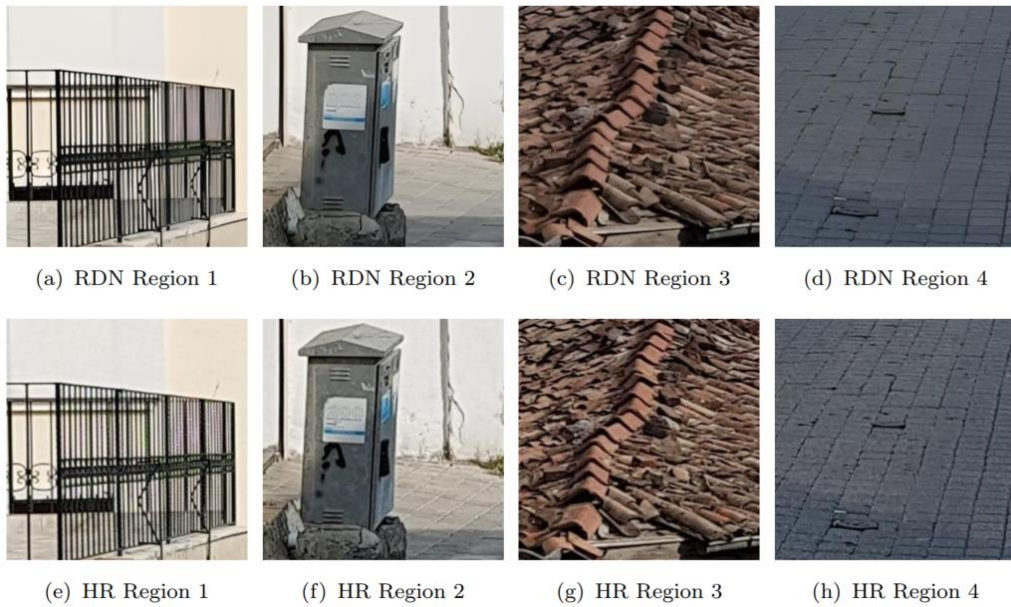 (a) RDN Region 1
(b) RDN Region 2
(c) RDN Region 3
(d) RDN Region 4
(e) HR Region 1
(f) HR Region 2
(g) HR Region 3
(h) HR Region 4